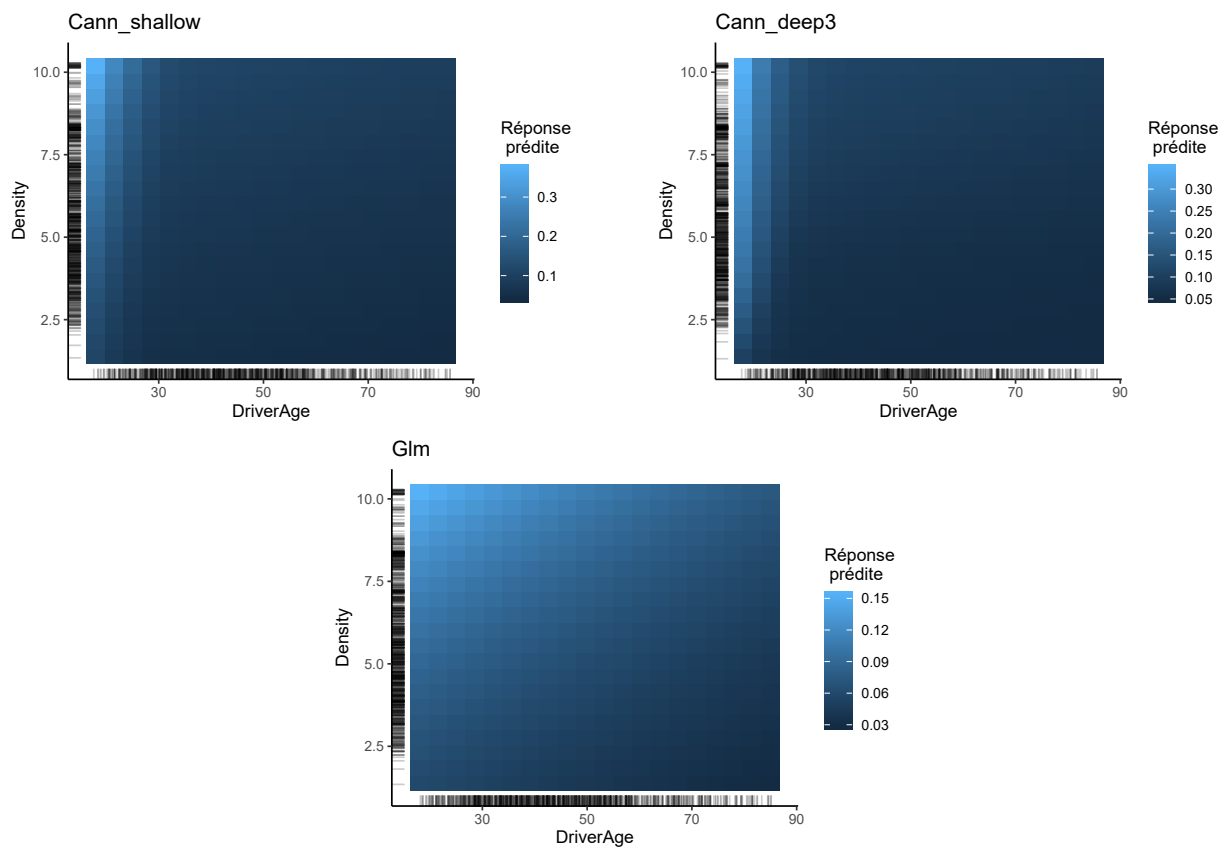 Cann_shallow
10.0
7.5
5.0
2.5
Density
30
50
70
90
DriverAge
Réponse
prédite
0.3
0.2
0.1
Cann_deep3
10.0
7.5
5.0
2.5
Density
30
50
70
90
DriverAge
Réponse
prédite
0.30
0.25
0.20
0.15
0.10
0.05
Glm
10.0
7.5
5.0
2.5
Density
30
50
70
90
DriverAge
Réponse
prédite
0.15
0.12
0.09
0.06
0.03